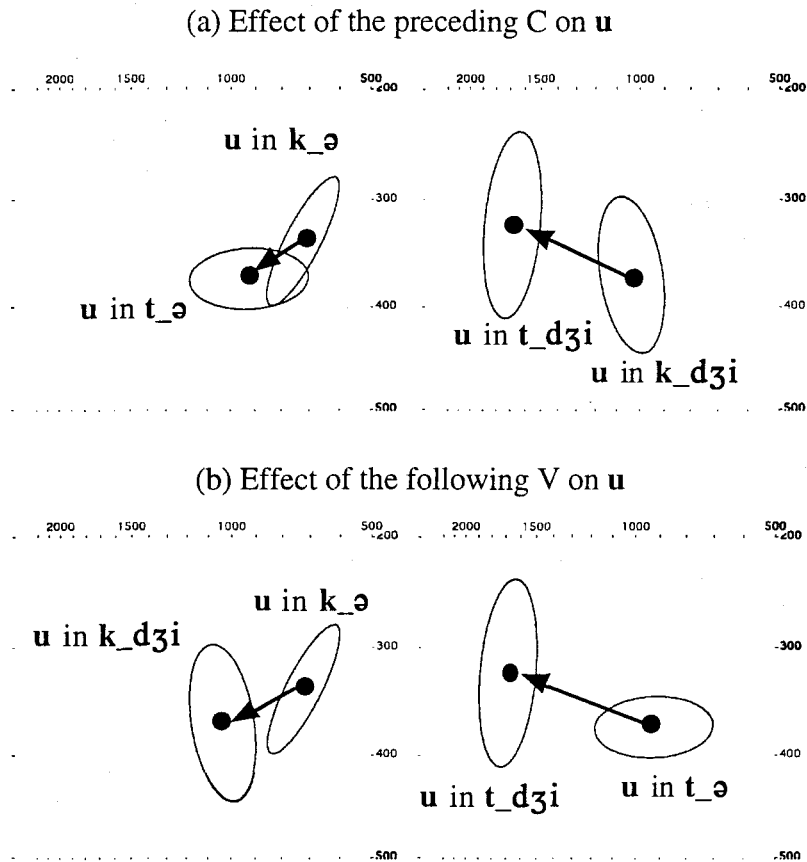 (a) Effect of the preceding C on u
2000 1500 1000 500 2000 1500 1000 500
-200 -200
u in k_ə
-300 -300
u in t_ə
-400 -400
u in t_dʒi
u in k_dʒi
-500 -500
(b) Effect of the following V on u
2000 1500 1000 500 2000 1500 1000 500
-200 -200
u in k_ə
u in k_dʒi
-300 -300
-400 -400
u in t_dʒi
u in t_ə
-500 -500